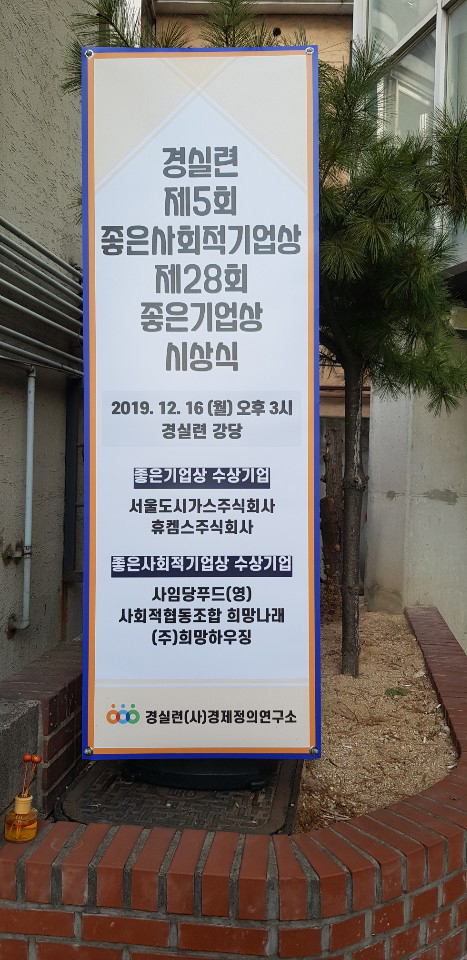 경실련
제5회
좋은사회적기업상
제28회
좋은기업상
시상식
2019. 12. 16 (월) 오후 3시
경실련 강당
좋은기업상 수상기업
서울도시가스주식회사
휴켐스주식회사
좋은사회적기업상 수상기업
사임당푸드(영)
사회적협동조합 희망나래
(주)희망하우징
경실련(사)경제정의연구소